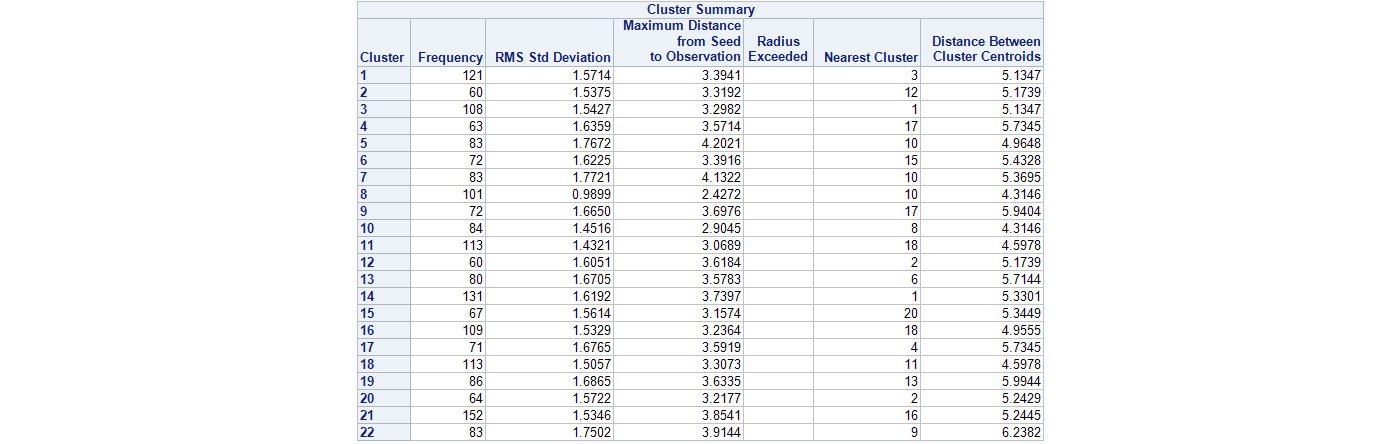 Cluster Summary
Cluster Frequency RMS Std Deviation Maximum Distance from Seed to Observation Radius Exceeded Nearest Cluster Distance Between Cluster Centroids
1 121 1.5714 3.3941 3 5.1347
2 60 1.5375 3.3192 12 5.1739
3 108 1.5427 3.2982 1 5.1347
4 63 1.6359 3.5714 17 5.7345
5 83 1.7672 4.2021 10 4.9648
6 72 1.6225 3.3916 15 5.4328
7 83 1.7721 4.1322 10 5.3695
8 101 0.9899 2.4272 10 4.3146
9 72 1.6650 3.6976 17 5.9404
10 84 1.4516 2.9045 8 4.3146
11 113 1.4321 3.0689 18 4.5978
12 60 1.6051 3.6184 2 5.1739
13 80 1.6705 3.5783 6 5.7144
14 131 1.6192 3.7397 1 5.3301
15 67 1.5614 3.1574 20 5.3449
16 109 1.5329 3.2364 18 4.9555
17 71 1.6765 3.5919 4 5.7345
18 113 1.5057 3.3073 11 4.5978
19 86 1.6865 3.6335 13 5.9944
20 64 1.5722 3.2177 2 5.2429
21 152 1.5346 3.8541 16 5.2445
22 83 1.7502 3.9144 9 6.2382